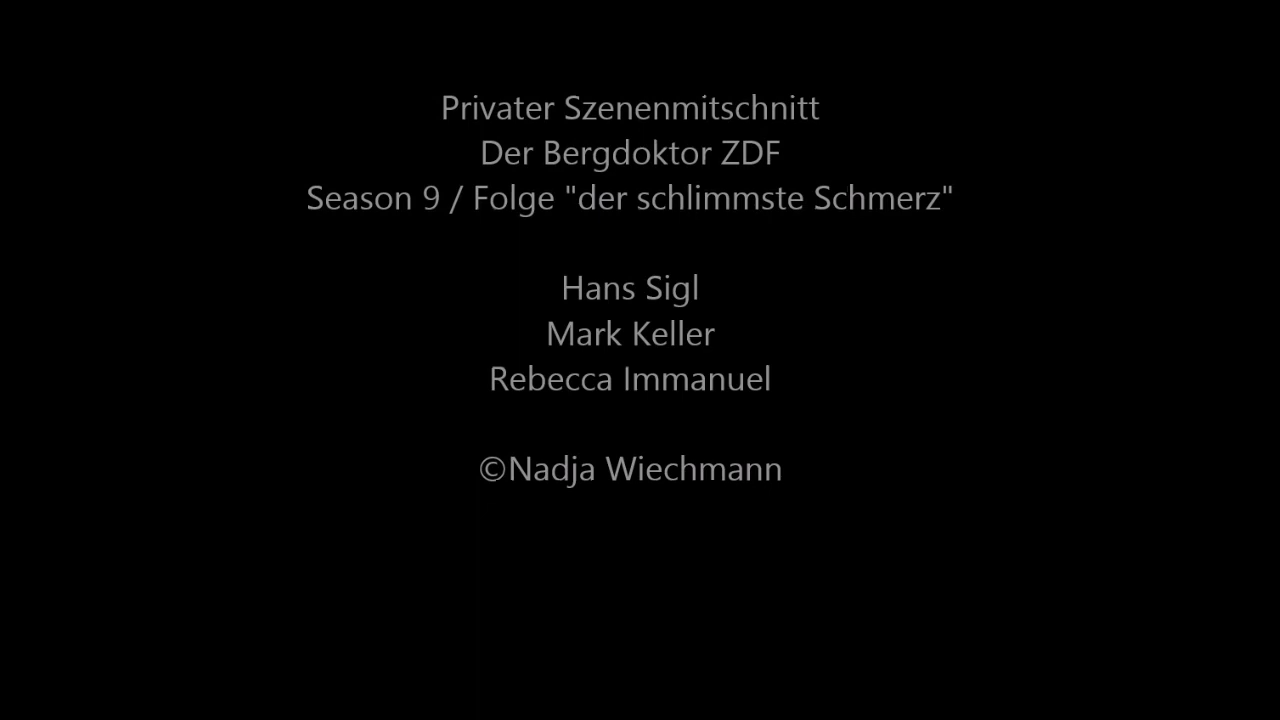 Privater Szenenmitschnitt
Der Bergdoktor ZDF
Season 9 / Folge "der schlimmste Schmerz"
Hans Sigl
Mark Keller
Rebecca Immanuel
©Nadja Wiechmann